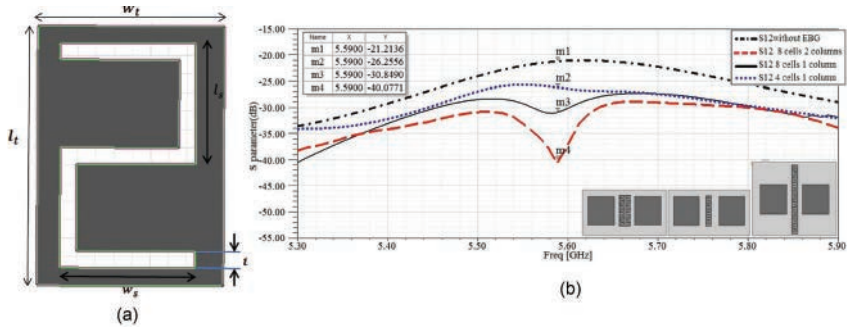 (a)
w_t
l_s
l_t
t
w_s
(a)
Name X Y
m1 5.5900 -21.2136
m2 5.5900 -26.2556
m3 5.5900 -30.8490
m4 5.5900 -40.0771
S12=without EBG
S12 8 cells 2 columns
S12 8 cells 1 column
S12 4 cells 1 column
m1
m2
m3
m4
S parameter(dB)
-15.00
-20.00
-25.00
-30.00
-35.00
-40.00
-45.00
-50.00
-55.00
5.30 5.40 5.50 5.60 5.70 5.80 5.90
Freq [GHz]
(b)